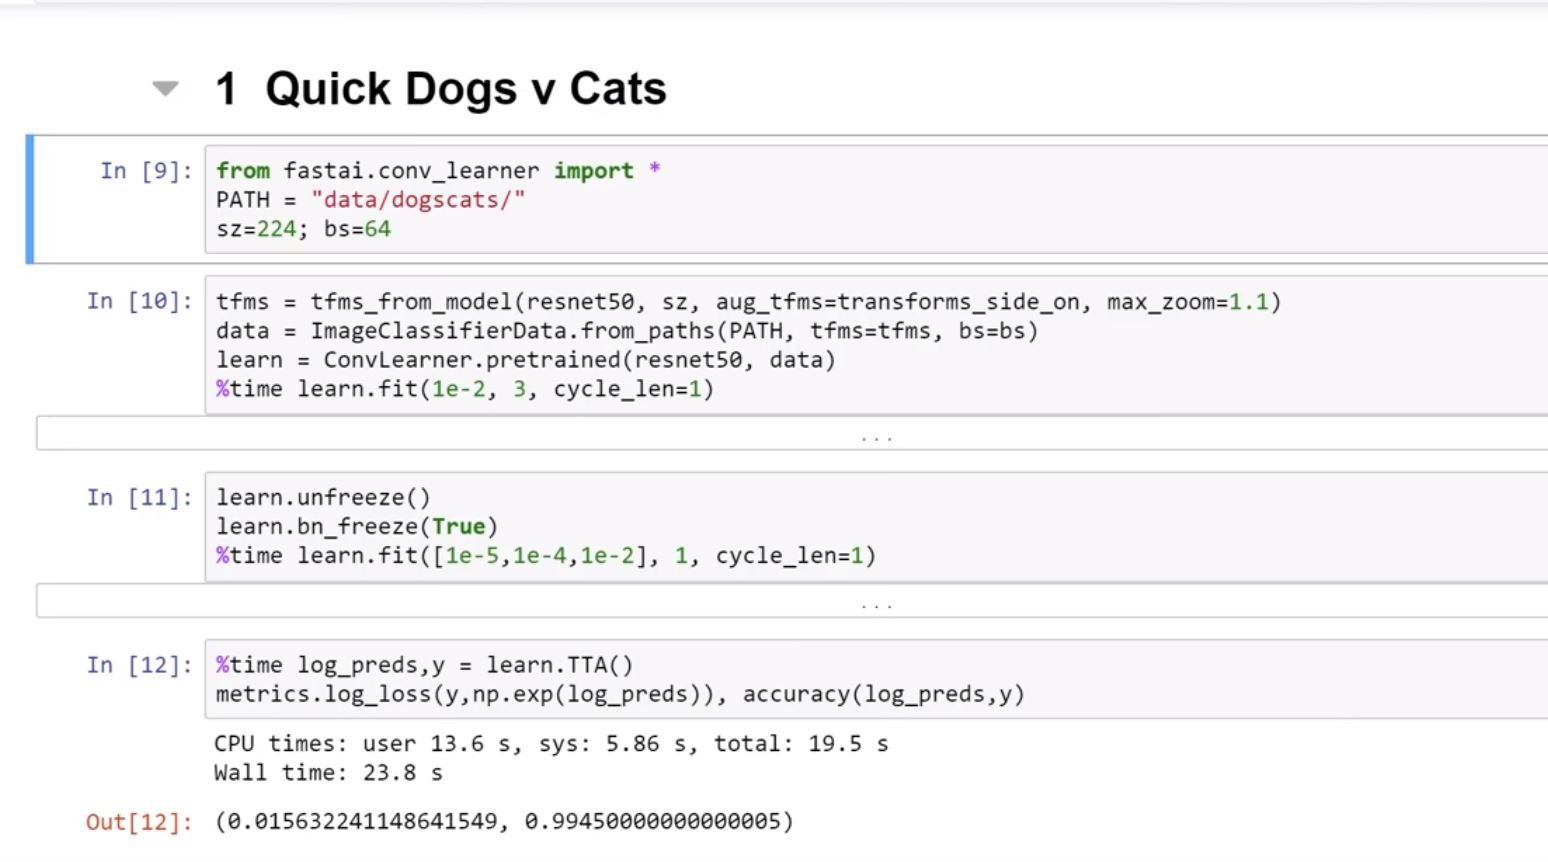 1 Quick Dogs v Cats
In [9]:
from fastai.conv_learner import *
PATH = "data/dogscats/"
sz=224; bs=64
In [10]:
tfms = tfms_from_model(resnet50, sz, aug_tfms=transforms_side_on, max_zoom=1.1)
data = ImageClassifierData.from_paths(PATH, tfms=tfms, bs=bs)
learn = ConvLearner.pretrained(resnet50, data)
%time learn.fit(1e-2, 3, cycle_len=1)
...
In [11]:
learn.unfreeze()
learn.bn_freeze(True)
%time learn.fit([1e-5,1e-4,1e-2], 1, cycle_len=1)
...
In [12]:
%time log_preds,y = learn.TTA()
metrics.log_loss(y,np.exp(log_preds)), accuracy(log_preds,y)
CPU times: user 13.6 s, sys: 5.86 s, total: 19.5 s
Wall time: 23.8 s
Out[12]: (0.015632241148641549, 0.99450000000000005)